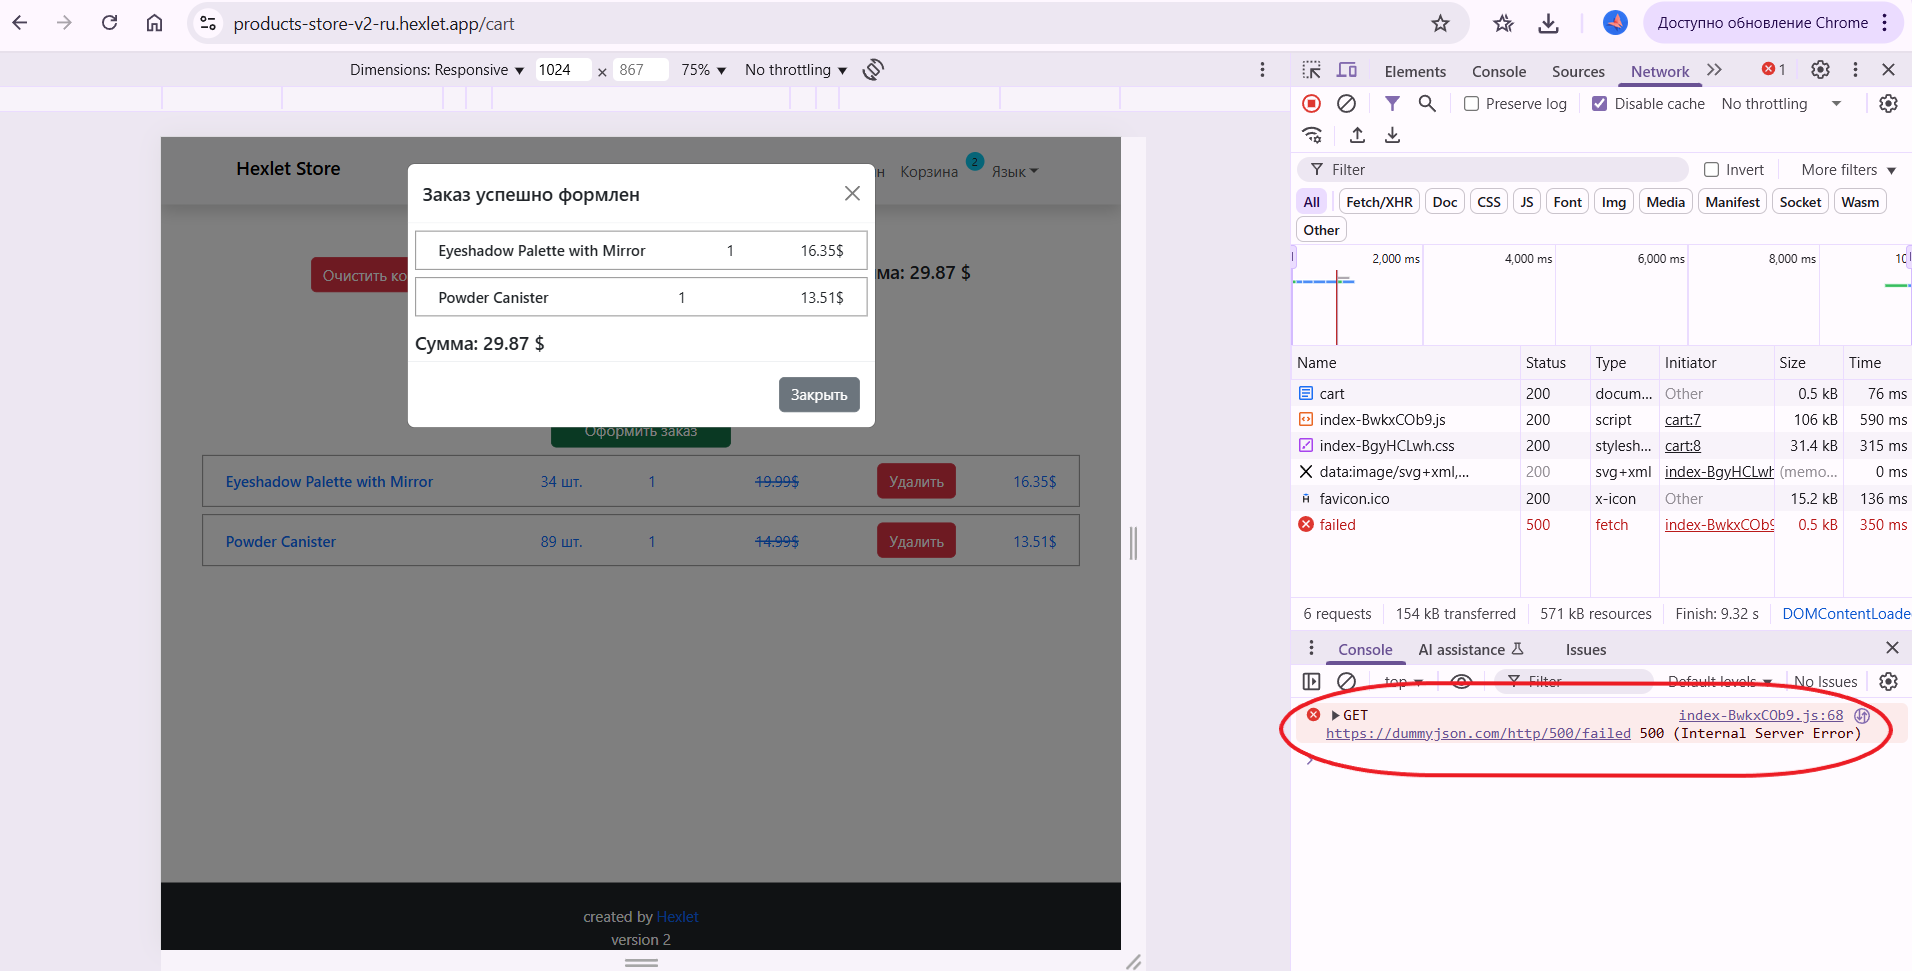 products-store-v2-ru.hexlet.app/cart
Доступно обновление Chrome
Dimensions: Responsive 1024 × 867 75% No throttling
Elements Console Sources Network 1
Preserve log Disable cache No throttling
Filter Invert More filters
All Fetch/XHR Doc CSS JS Font Img Media Manifest Socket Wasm
Other
2,000 ms 4,000 ms 6,000 ms 8,000 ms 10
Name Status Type Initiator Size Time
cart 200 docum... Other 0.5 kB 76 ms
index-BwkxCOb9.js 200 script cart:7 106 kB 590 ms
index-BgyHCLwh.css 200 stylesh... cart:8 31.4 kB 315 ms
data:image/svg+xml,... 200 svg+xml index-BgyHCLwh (memo... 0 ms
favicon.ico 200 x-icon Other 15.2 kB 136 ms
failed 500 fetch index-BwkxCOb9 0.5 kB 350 ms
6 requests 154 kB transferred 571 kB resources Finish: 9.32 s DOMContentLoade
Console AI assistance Issues
top Filter Default levels No Issues
GET index-BwkxCOb9.js:68
https://dummyjson.com/http/500/failed 500 (Internal Server Error)
Hexlet Store
н Корзина 2 Язык
Заказ успешно формлен
Eyeshadow Palette with Mirror 1 16.35$
Powder Canister 1 13.51$
Сумма: 29.87 $
Закрыть
Очистить ко
ма: 29.87 $
Оформить заказ
Eyeshadow Palette with Mirror 34 шт. 1 19.99$ Удалить 16.35$
Powder Canister 89 шт. 1 14.99$ Удалить 13.51$
created by Hexlet
version 2